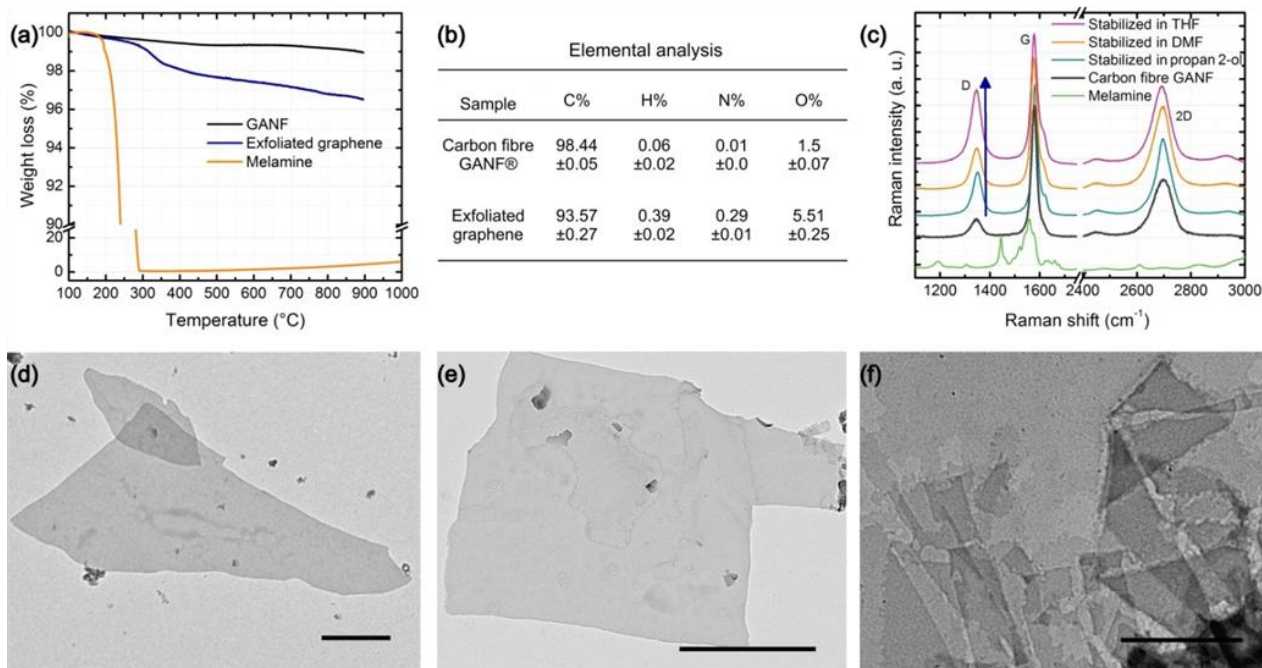 (a)
100
98
96
94
92
90
20
10
0
Weight loss (%)
GANF
Exfoliated graphene
Melamine
100 200 300 400 500 600 700 800 900 1000
Temperature (°C)
(b)
Elemental analysis
Sample C% H% N% O%
Carbon fibre 98.44 0.06 0.01 1.5
GANF® ±0.05 ±0.02 ±0.0 ±0.07
Exfoliated 93.57 0.39 0.29 5.51
graphene ±0.27 ±0.02 ±0.01 ±0.25
(c)
Raman intensity (a. u.)
G
Stabilized in THF
Stabilized in DMF
Stabilized in propan 2-ol
Carbon fibre GANF
Melamine
D
2D
1200 1400 1600 2400 2600 2800 3000
Raman shift (cm⁻¹)
(d)
(e)
(f)